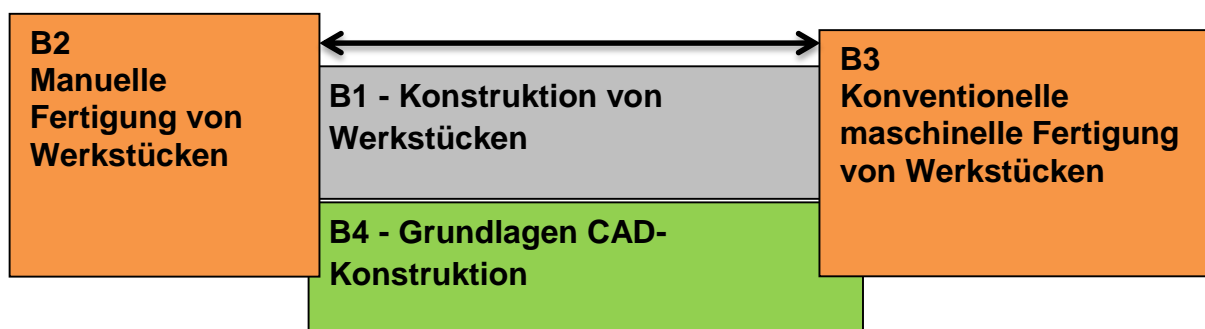 B2
Manuelle
Fertigung von
Werkstücken
B1 - Konstruktion von
Werkstücken
B4 - Grundlagen CAD-
Konstruktion
B3
Konventionelle
maschinelle Fertigung
von Werkstücken